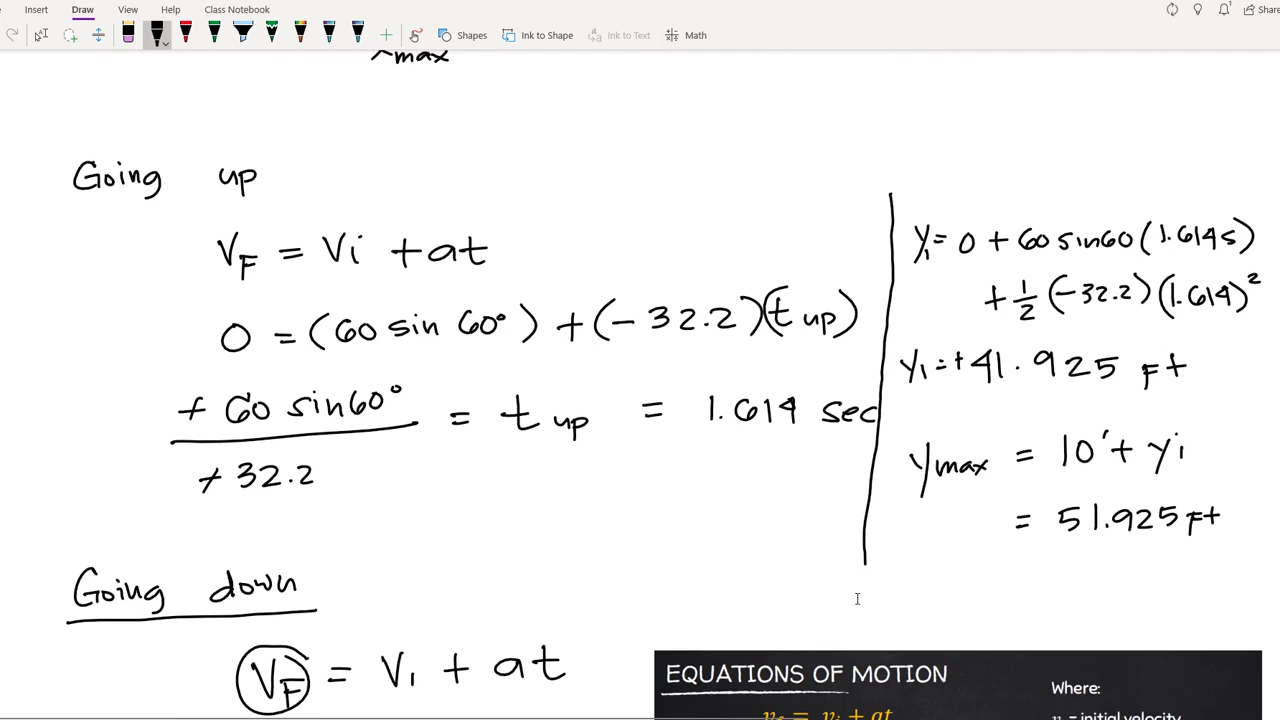 Insert Draw View Help Class Notebook Share
Shapes Ink to Shape Ink to Text Math
max
Going up
VF = Vi + at
0 = (60 sin 60°) + (-32.2)(t up)
+ 60 sin60°
= t up = 1.614 sec
+ 32.2
y1 = 0 + 60 sin60 (1.614s)
+ 1/2 (-32.2)(1.614)²
y1 = +41.925 Ft
ymax = 10' + y1
= 51.925 Ft
Going down
VF = V1 + at
EQUATIONS OF MOTION
Where:
= initial velocity